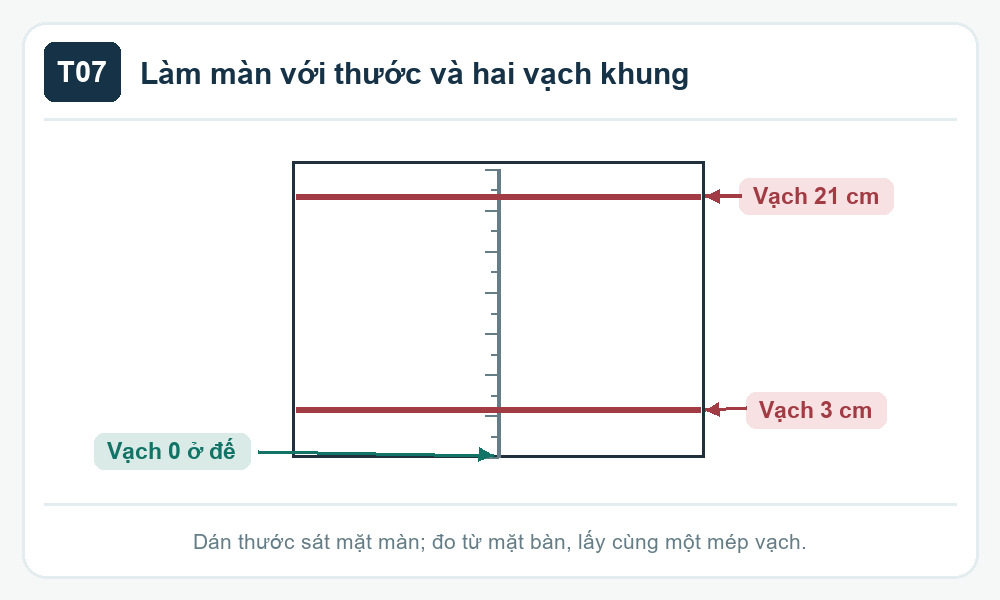 T07 Làm màn với thước và hai vạch khung
Vạch 21 cm
Vạch 3 cm
Vạch 0 ở đế
Dán thước sát mặt màn; đo từ mặt bàn, lấy cùng một mép vạch.